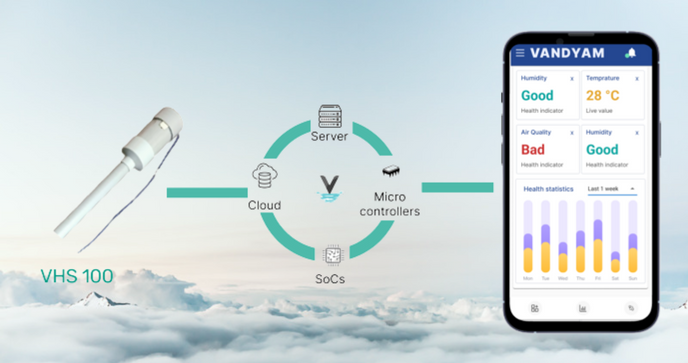 VHS 100
Server
Cloud
Micro
controllers
SoCs
V
VANDYAM
Humidity x
Good
Health indicator
Temprature x
28 °C
Live value
Air Quality x
Bad
Health indicator
Humidity x
Good
Health indicator
Health statistics
Last 1 week
Mon Tue Wed Thu Fri Sat Sun